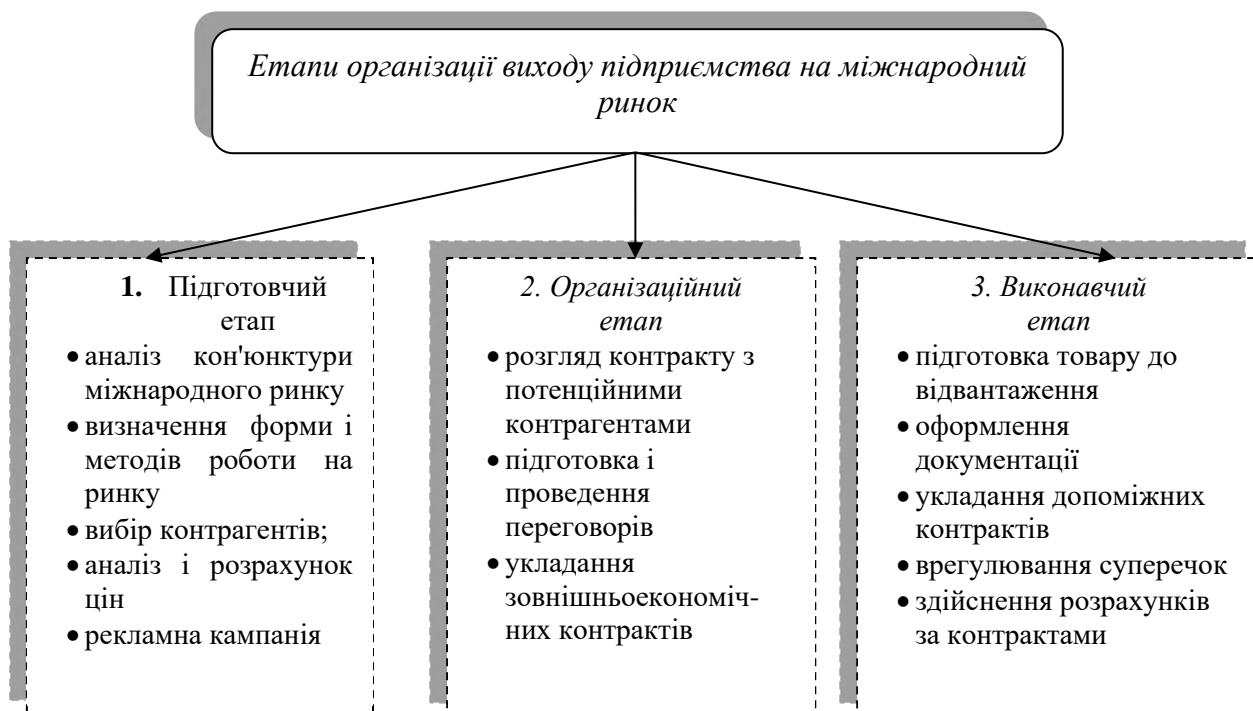 Етапи організації виходу підприємства на міжнародний
ринок
1. Підготовчий
етап
• аналіз кон'юнктури
міжнародного ринку
• визначення форми і
методів роботи на
ринку
• вибір контрагентів;
• аналіз і розрахунок
цін
• рекламна кампанія
2. Організаційний
етап
• розгляд контракту з
потенційними
контрагентами
• підготовка і
проведення
переговорів
• укладання
зовнішньоекономіч-
них контрактів
3. Виконавчий
етап
• підготовка товару до
відвантаження
• оформлення
документації
• укладання допоміжних
контрактів
• врегулювання суперечок
• здійснення розрахунків
за контрактами